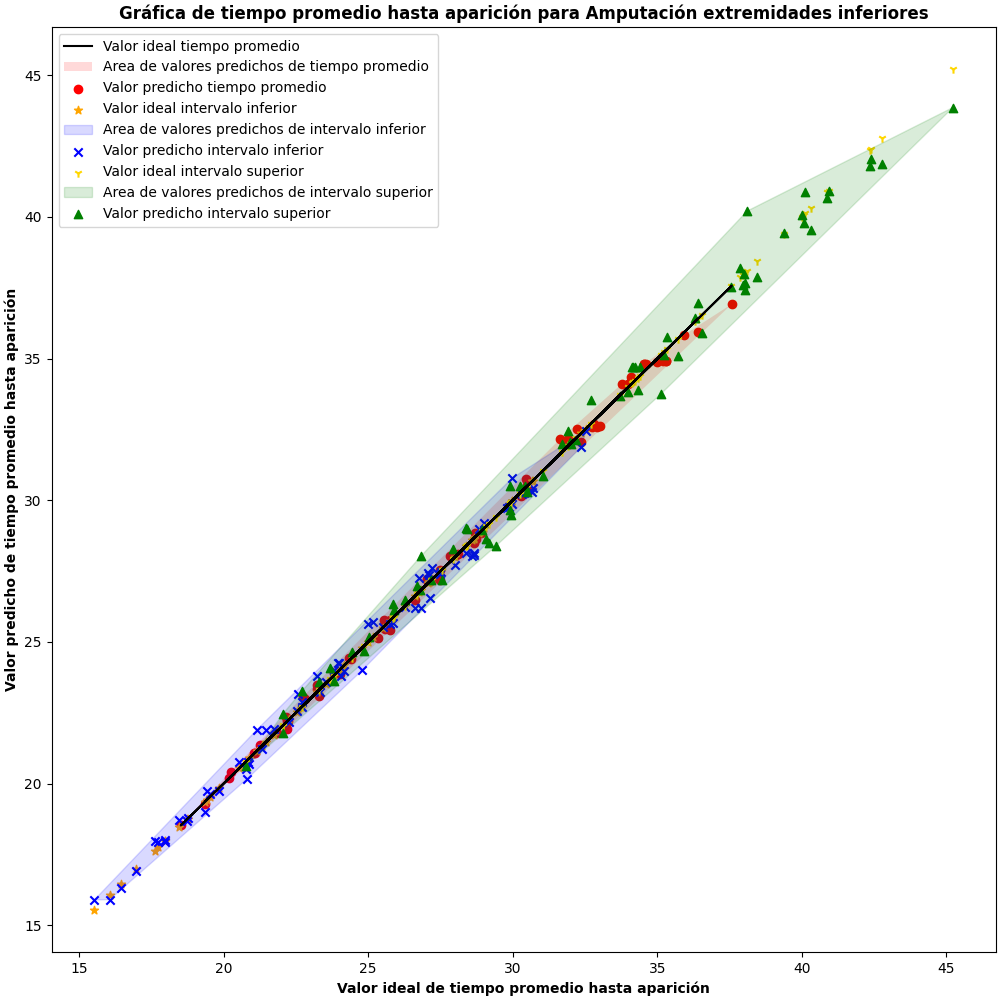 Gráfica de tiempo promedio hasta aparición para Amputación extremidades inferiores
Valor ideal tiempo promedio
Area de valores predichos de tiempo promedio
Valor predicho tiempo promedio
Valor ideal intervalo inferior
Area de valores predichos de intervalo inferior
Valor predicho intervalo inferior
Valor ideal intervalo superior
Area de valores predichos de intervalo superior
Valor predicho intervalo superior
Valor predicho de tiempo promedio hasta aparición
45
40
35
30
25
20
15
15 20 25 30 35 40 45
Valor ideal de tiempo promedio hasta aparición